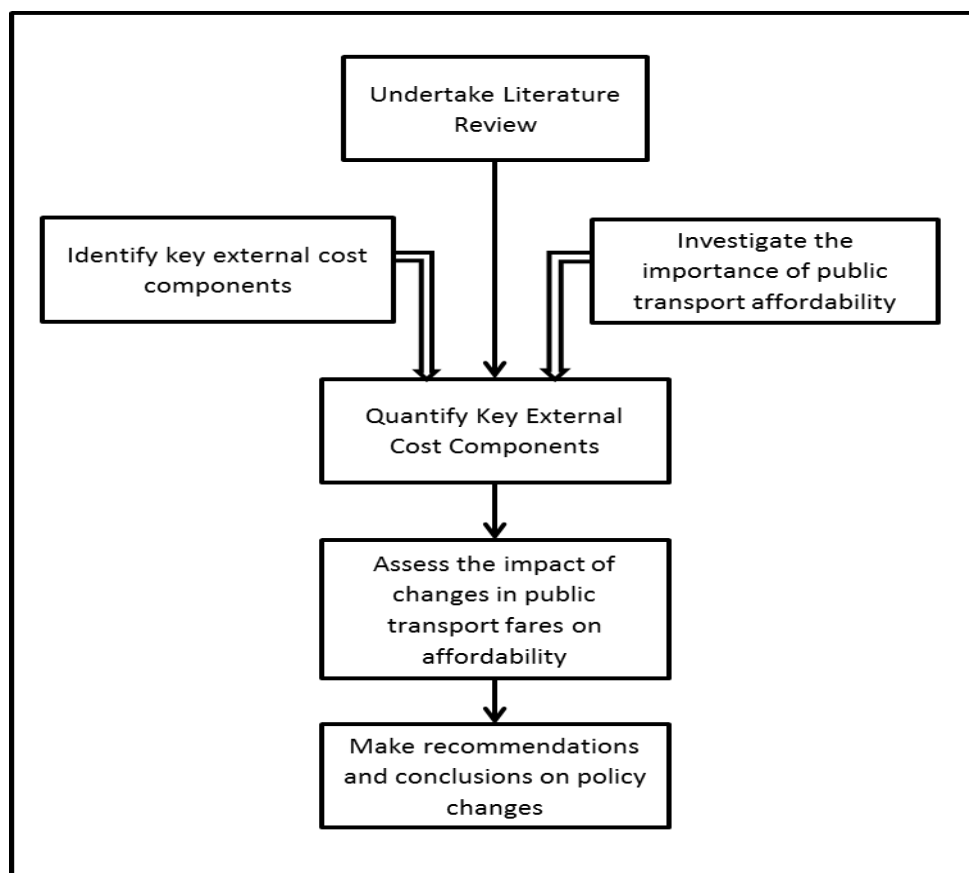 Undertake Literature
Review
Identify key external cost
components
Investigate the
importance of public
transport affordability
Quantify Key External
Cost Components
Assess the impact of
changes in public
transport fares on
affordability
Make recommendations
and conclusions on policy
changes